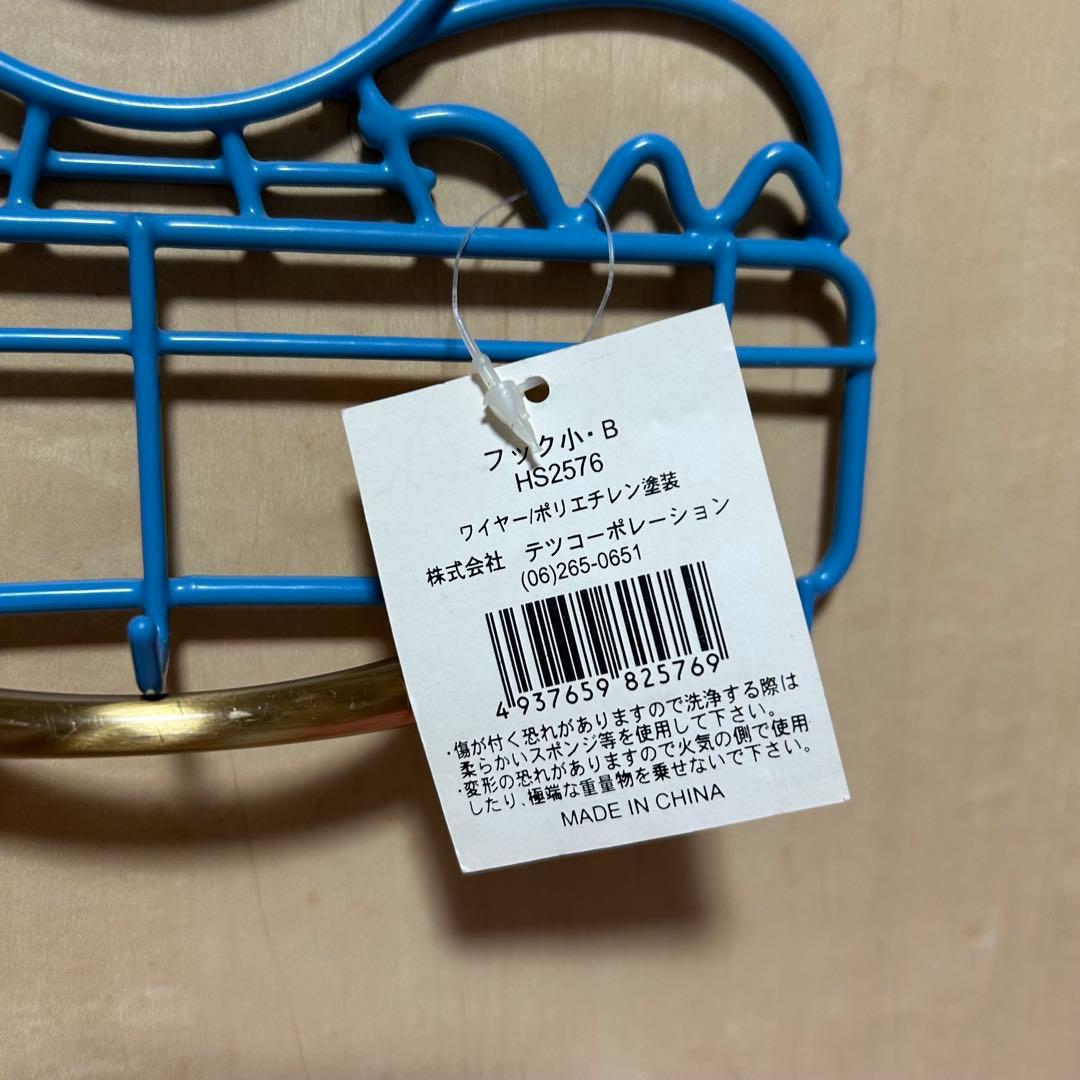 フック小・B
HS2576
ワイヤー/ポリエチレン塗装
株式会社 テツコーポレーション
(06)265-0651
4 937659 825769
・傷が付く恐れがありますので洗浄する際は
柔らかいスポンジ等を使用して下さい。
・変形の恐れがありますので火気の側で使用
したり、極端な重量物を乗せないで下さい。
MADE IN CHINA